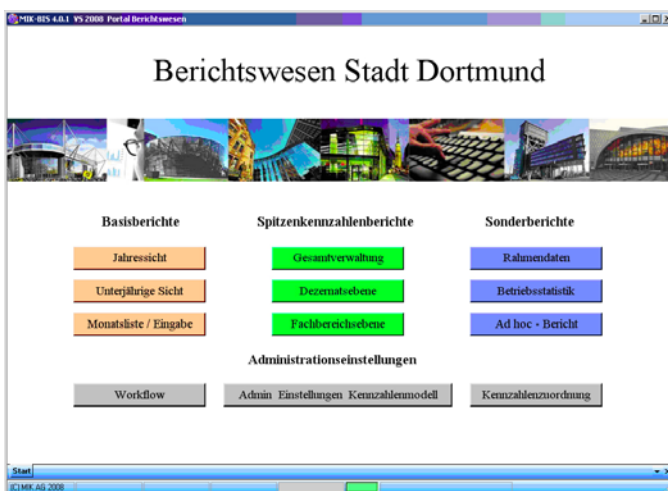 MIK-BIS 4.0.1 VS 2008 Portal Berichtswesen
Berichtswesen Stadt Dortmund
Basisberichte
Spitzenkennzahlenberichte
Sonderberichte
Jahressicht
Gesamtverwaltung
Rahmendaten
Unterjährige Sicht
Dezernatsebene
Betriebsstatistik
Monatsliste / Eingabe
Fachbereichsebene
Ad hoc - Bericht
Administrationseinstellungen
Workflow
Admin Einstellungen Kennzahlenmodell
Kennzahlenzuordnung
Start
(C) MIK AG 2008